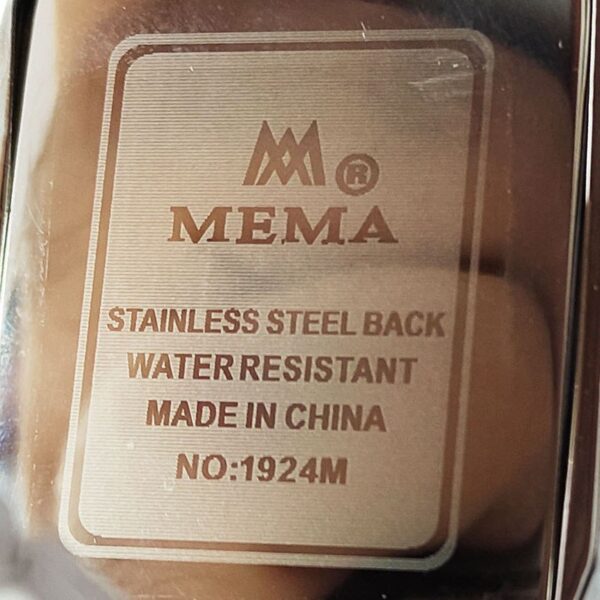 ®
MEMA
STAINLESS STEEL BACK
WATER RESISTANT
MADE IN CHINA
NO:1924M